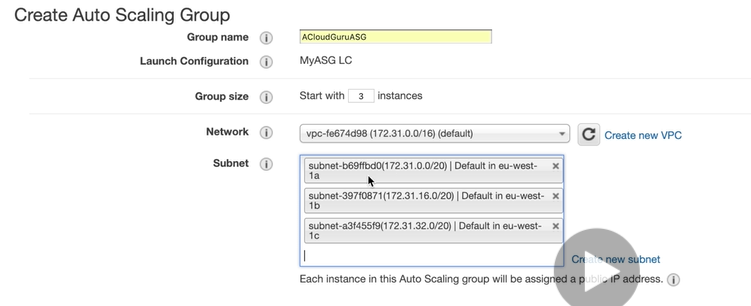 Create Auto Scaling Group
Group name ACloudGuruASG
Launch Configuration MyASG LC
Group size Start with 3 instances
Network vpc-fe674d98 (172.31.0.0/16) (default) Create new VPC
Subnet subnet-b69ffbd0(172.31.0.0/20) | Default in eu-west-
1a
subnet-397f0871(172.31.16.0/20) | Default in eu-west-
1b
subnet-a3f455f9(172.31.32.0/20) | Default in eu-west-
1c
Create new subnet
Each instance in this Auto Scaling group will be assigned a public IP address.